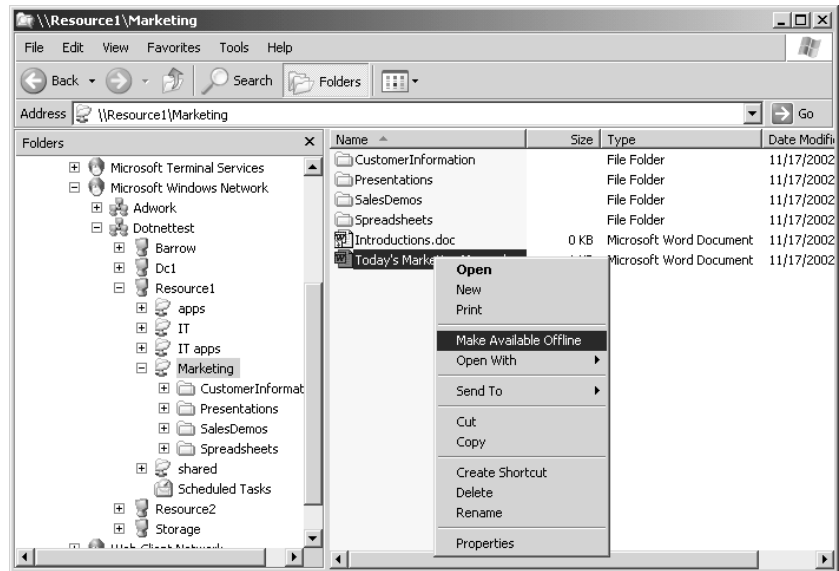 \\Resource1\Marketing
File Edit View Favorites Tools Help
Back Search Folders
Address \\Resource1\Marketing Go
Folders
Microsoft Terminal Services
Microsoft Windows Network
Adwork
Dotnettest
Barrow
Dc1
Resource1
apps
IT
IT apps
Marketing
CustomerInformat
Presentations
SalesDemos
Spreadsheets
shared
Scheduled Tasks
Resource2
Storage
Name Size Type Date Modifi
CustomerInformation File Folder 11/17/2002
Presentations File Folder 11/17/2002
SalesDemos File Folder 11/17/2002
Spreadsheets File Folder 11/17/2002
Introductions.doc 0 KB Microsoft Word Document 11/17/2002
Today's Marke Microsoft Word Document 11/17/2002
Open
New
Print
Make Available Offline
Open With
Send To
Cut
Copy
Create Shortcut
Delete
Rename
Properties